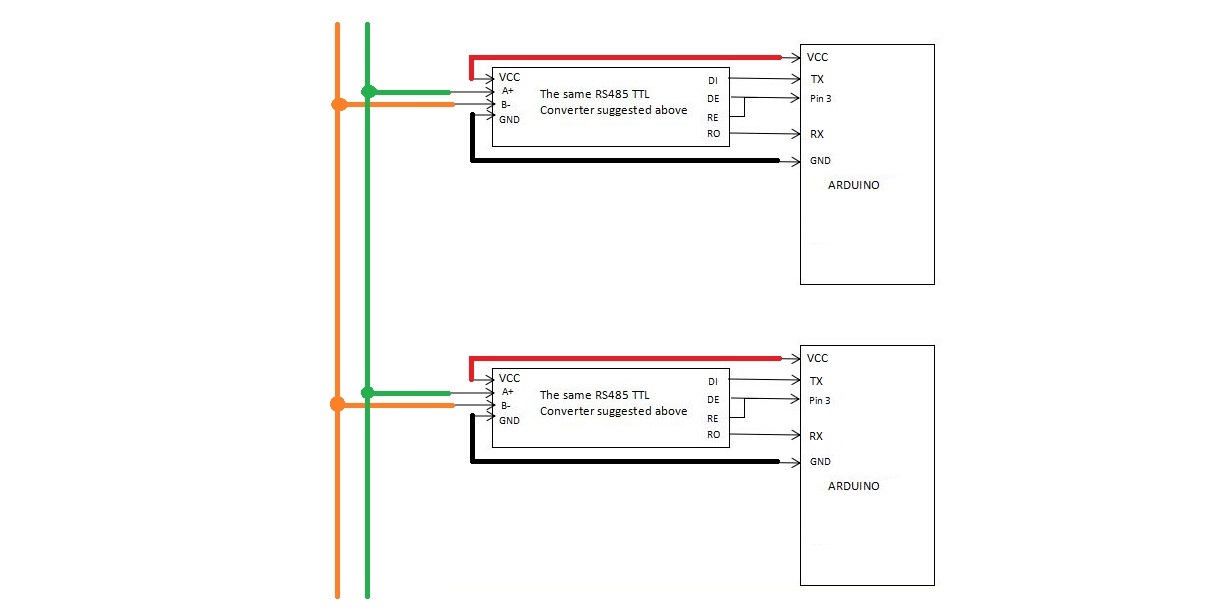 VCC
TX
Pin 3
RX
GND
ARDUINO
VCC
A+
B-
GND
The same RS485 TTL
Converter suggested above
DI
DE
RE
RO
VCC
TX
Pin 3
RX
GND
ARDUINO
VCC
A+
B-
GND
The same RS485 TTL
Converter suggested above
DI
DE
RE
RO